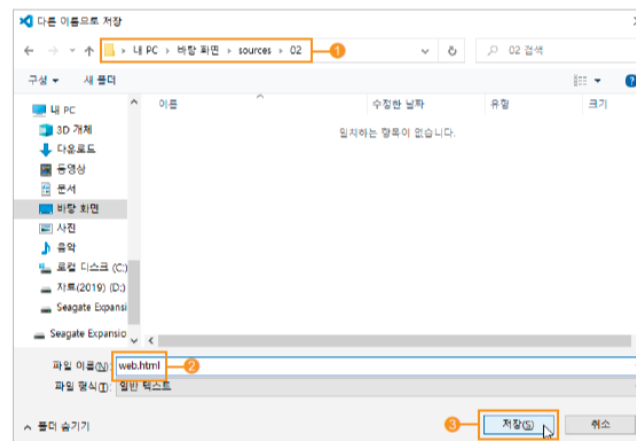 다른 이름으로 저장
내 PC > 바탕 화면 > sources > 02
1
02 검색
구성
새 폴더
이름
수정한 날짜
유형
크기
일치하는 항목이 없습니다.
내 PC
3D 개체
다운로드
동영상
문서
바탕 화면
사진
음악
로컬 디스크 (C:)
자료(2019) (D:)
Seagate Expansi
Seagate Expansio
파일 이름(N): web.html
2
파일 형식(T): 일반 텍스트
폴더 숨기기
3
저장(S)
취소